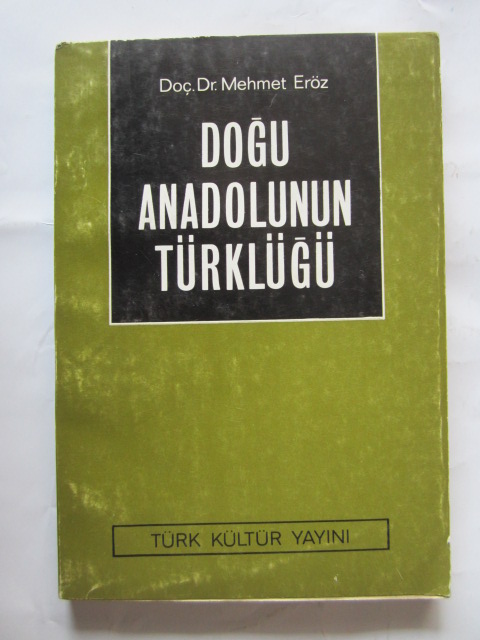 Doç. Dr. Mehmet Eröz
DOĞU
ANADOLUNUN
TÜRKLÜĞÜ
TÜRK KÜLTÜR YAYINI